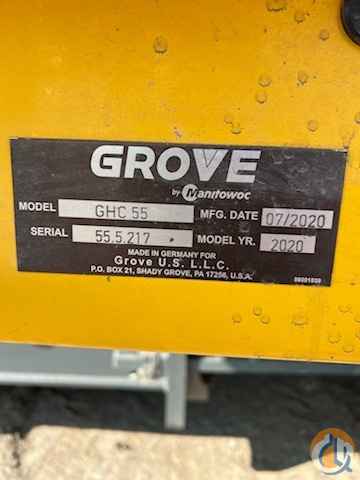 GROVE
by Manitowoc
MODEL GHC 55 MFG. DATE 07/2020
SERIAL 55.5.217 MODEL YR. 2020
MADE IN GERMANY FOR
Grove U.S. L.L.C.
P.O. BOX 21, SHADY GROVE, PA 17256, U.S.A.